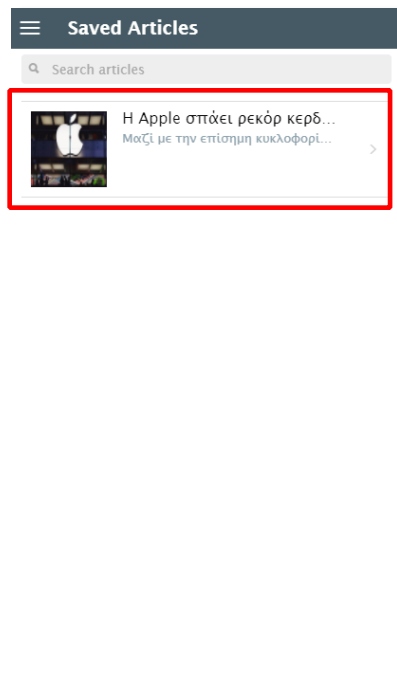 Saved Articles
Search articles
Η Apple σπάει ρεκόρ κερδ...
Μαζί με την επίσημη κυκλοφορί...